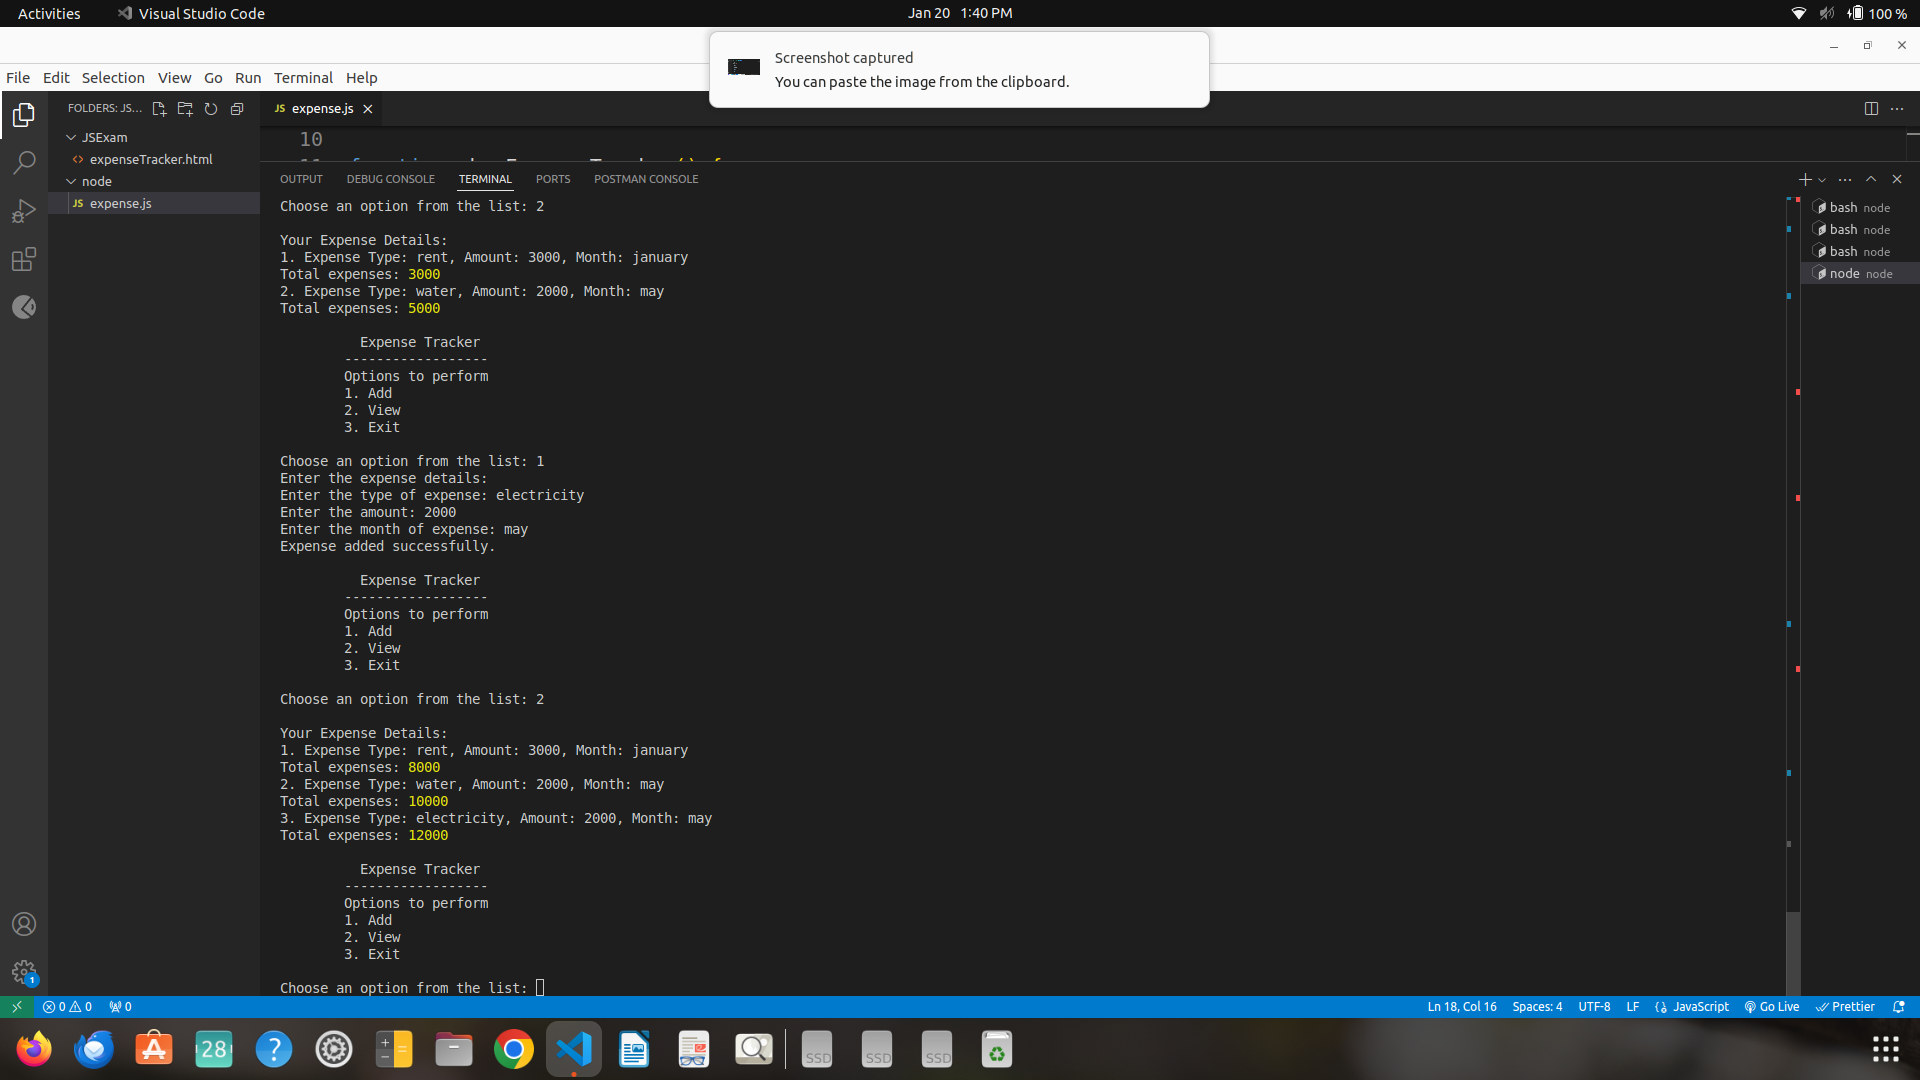 Activities Visual Studio Code Jan 20 1:40 PM 100 %
Screenshot captured
You can paste the image from the clipboard.
File Edit Selection View Go Run Terminal Help
FOLDERS: JS... JS expense.js
10
JSExam
<> expenseTracker.html
node
JS expense.js
OUTPUT DEBUG CONSOLE TERMINAL PORTS POSTMAN CONSOLE
Choose an option from the list: 2
Your Expense Details:
1. Expense Type: rent, Amount: 3000, Month: january
Total expenses: 3000
2. Expense Type: water, Amount: 2000, Month: may
Total expenses: 5000
Expense Tracker
------------------
Options to perform
1. Add
2. View
3. Exit
Choose an option from the list: 1
Enter the expense details:
Enter the type of expense: electricity
Enter the amount: 2000
Enter the month of expense: may
Expense added successfully.
Expense Tracker
------------------
Options to perform
1. Add
2. View
3. Exit
Choose an option from the list: 2
Your Expense Details:
1. Expense Type: rent, Amount: 3000, Month: january
Total expenses: 8000
2. Expense Type: water, Amount: 2000, Month: may
Total expenses: 10000
3. Expense Type: electricity, Amount: 2000, Month: may
Total expenses: 12000
Expense Tracker
------------------
Options to perform
1. Add
2. View
3. Exit
Choose an option from the list:
bash node
bash node
bash node
node node
1
0 0 0 Ln 18, Col 16 Spaces: 4 UTF-8 LF JavaScript Go Live Prettier
28 ? SSD SSD SSD